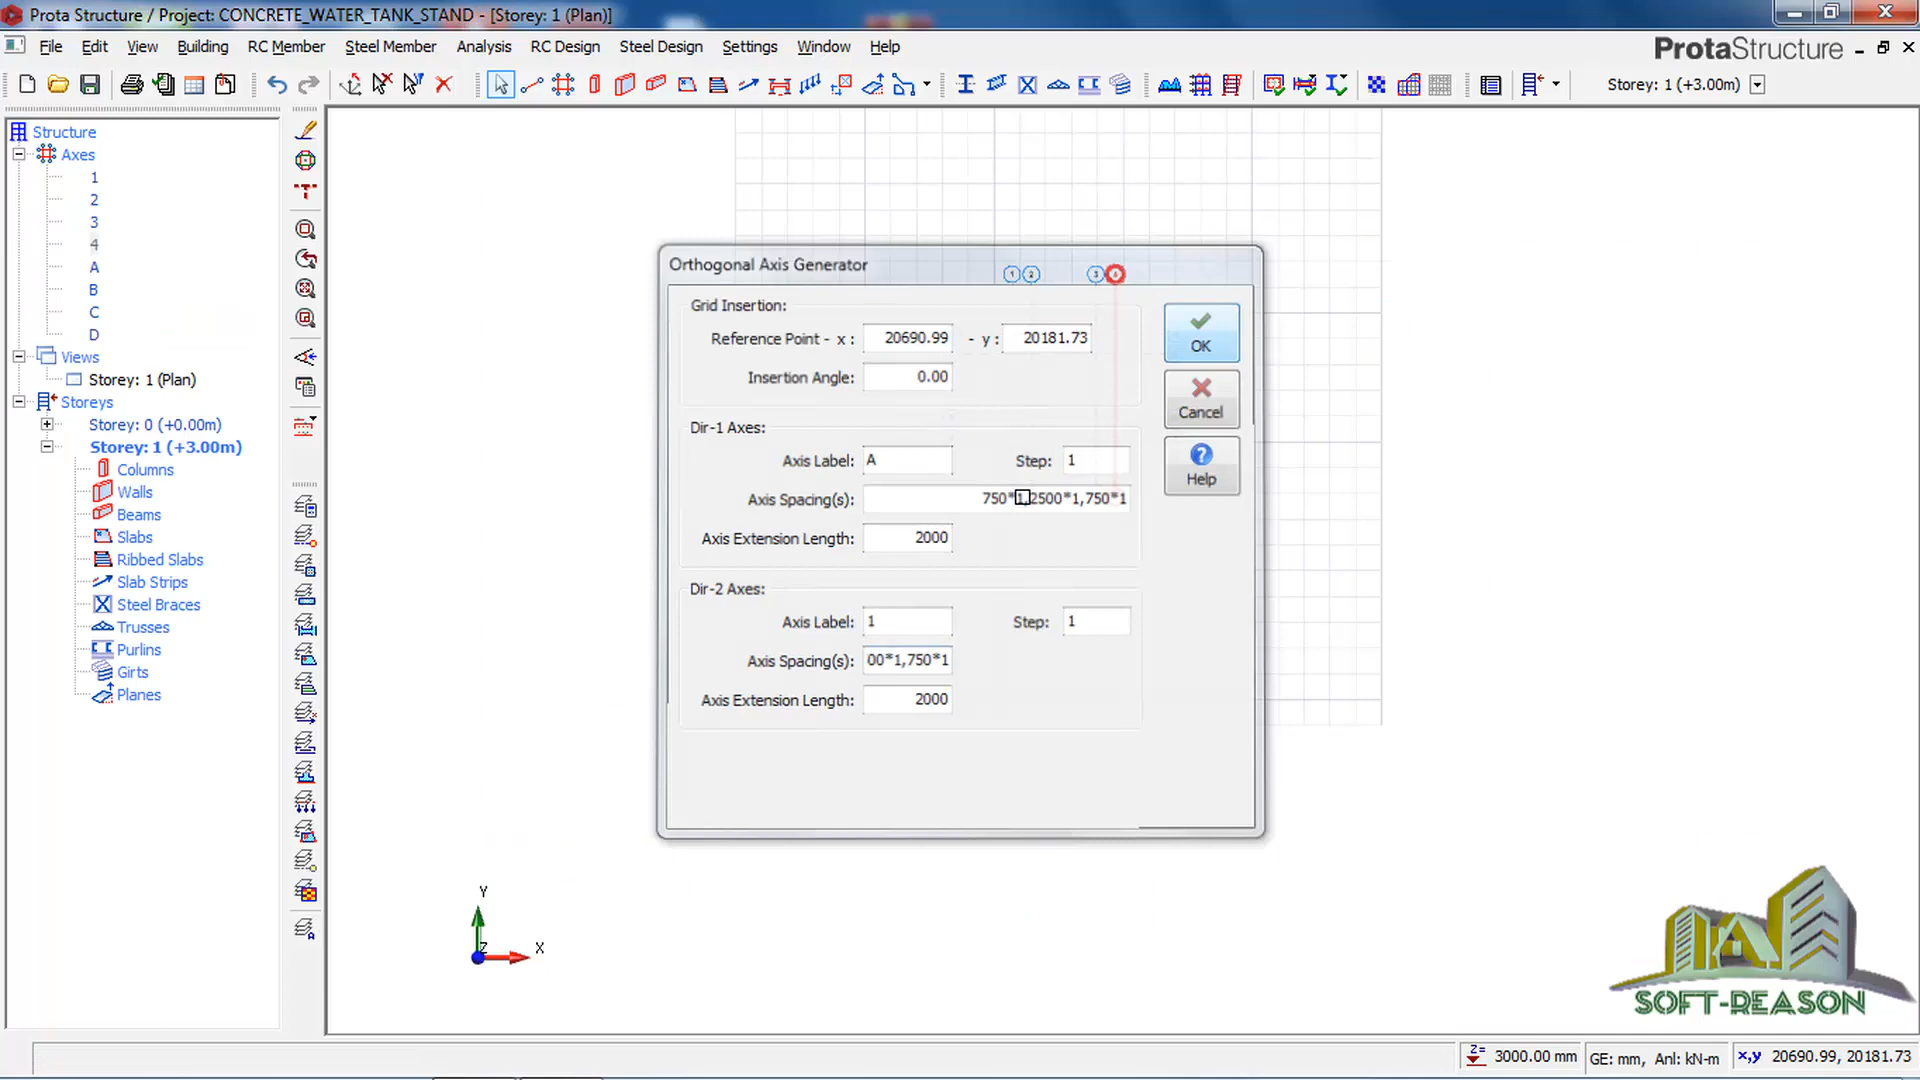 Prota Structure / Project: CONCRETE_WATER_TANK_STAND - [Storey: 1 (Plan)]
File Edit View Building RC Member Steel Member Analysis RC Design Steel Design Settings Window Help
ProtaStructure
Storey: 1 (+3.00m)
Structure
Axes
1
2
3
4
A
B
C
D
Views
Storey: 1 (Plan)
Storeys
Storey: 0 (+0.00m)
Storey: 1 (+3.00m)
Columns
Walls
Beams
Slabs
Ribbed Slabs
Slab Strips
Steel Braces
Trusses
Purlins
Girts
Planes
Orthogonal Axis Generator
1 2 3
Grid Insertion:
Reference Point - x : 20690.99 - y : 20181.73
Insertion Angle: 0.00
OK
Cancel
Help
Dir-1 Axes:
Axis Label: A Step: 1
Axis Spacing(s): 750*1,2500*1,750*1
Axis Extension Length: 2000
Dir-2 Axes:
Axis Label: 1 Step: 1
Axis Spacing(s): 00*1,750*1
Axis Extension Length: 2000
Y
Z
X
SOFT-REASON
Z= 3000.00 mm GE: mm, Anl: kN-m x,y 20690.99, 20181.73